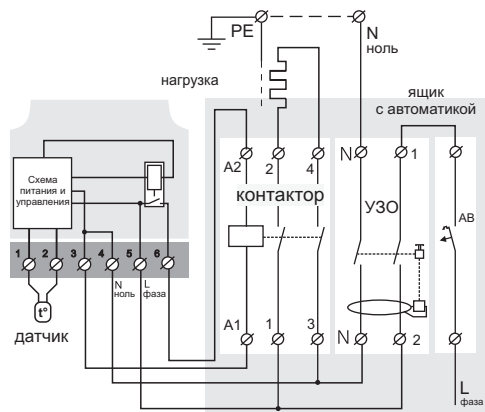 PE
N
ноль
нагрузка
ящик
с автоматикой
A2
2
4
N
1
контактор
УЗО
АВ
Схема
питания и
управления
1
2
3
4
5
6
N
ноль
L
фаза
t°
датчик
A1
1
3
N
2
L
фаза